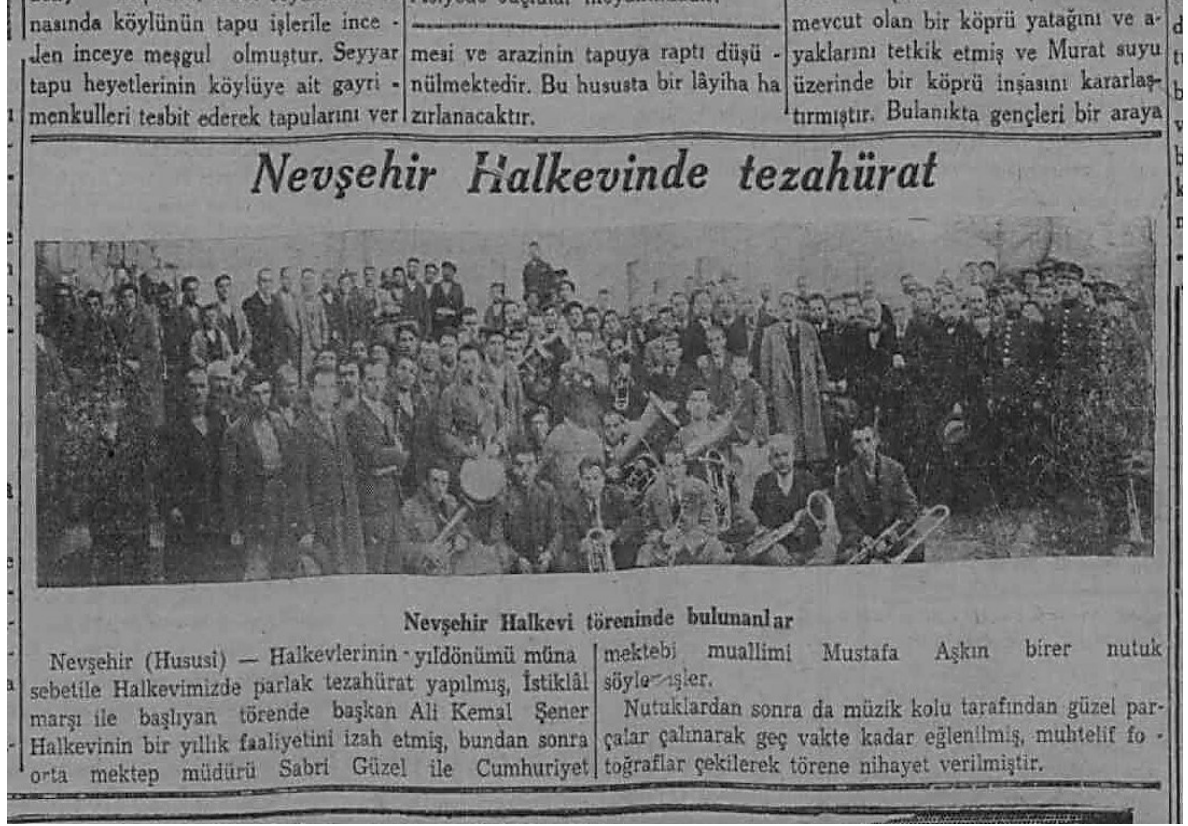 nasında köylünün tapu işlerile ince -
den inceye meşgul olmuştur. Seyyar
tapu heyetlerinin köylüye ait gayri -
menkulleri tesbit ederek tapularını ver
mesi ve arazinin tapuya raptı düşü -
nülmektedir. Bu hususta bir lâyiha ha
zırlanacaktır.
mevcut olan bir köprü yatağını ve a-
yaklarını tetkik etmiş ve Murat suyu
üzerinde bir köprü inşasını kararlaş-
tırmıştır. Bulanıkta gençleri bir araya
Nevşehir Halkevinde tezahürat
Nevşehir Halkevi töreninde bulunanlar
Nevşehir (Hususi) — Halkevlerinin yıldönümü müna
sebetile Halkevimizde parlak tezahürat yapılmış, İstiklâl
marşı ile başlıyan törende başkan Ali Kemal Şener
Halkevinin bir yıllık faaliyetini izah etmiş, bundan sonra
orta mektep müdürü Sabri Güzel ile Cumhuriyet
mektebi muallimi Mustafa Aşkın birer nutuk
söylemişler.
Nutuklardan sonra da müzik kolu tarafından güzel par-
çalar çalınarak geç vakte kadar eğlenilmiş, muhtelif fo -
toğraflar çekilerek törene nihayet verilmiştir.